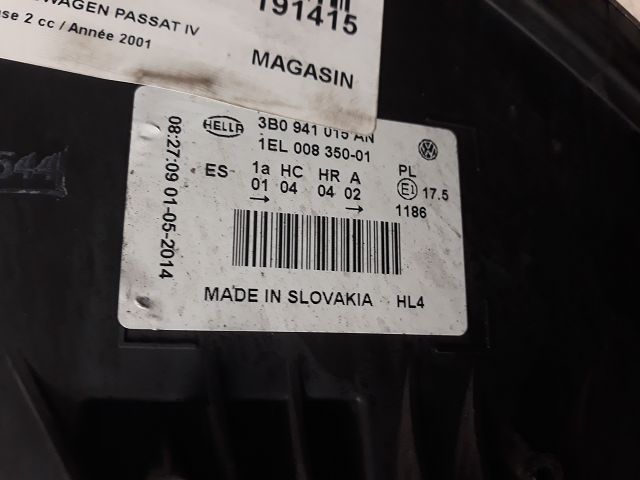 WAGEN PASSAT IV
se 2 cc / Année 2001
191415
MAGASIN
544
HELLA
3B0 941 015 AN
1EL 008 350-01
ES 1a HC HR A PL
01 04 04 02 E1 17.5
→ → 1186
08:27:09 01-05-2014
MADE IN SLOVAKIA HL4